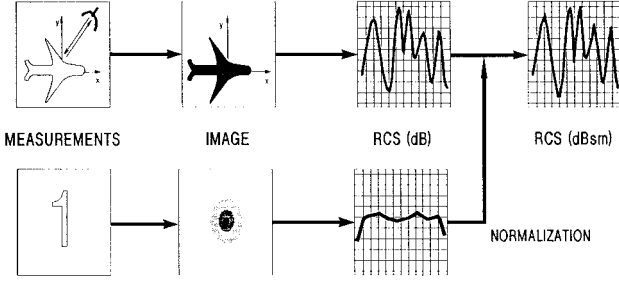 y
x
y
x
MEASUREMENTS
IMAGE
RCS (dB)
RCS (dBsm)
1
NORMALIZATION